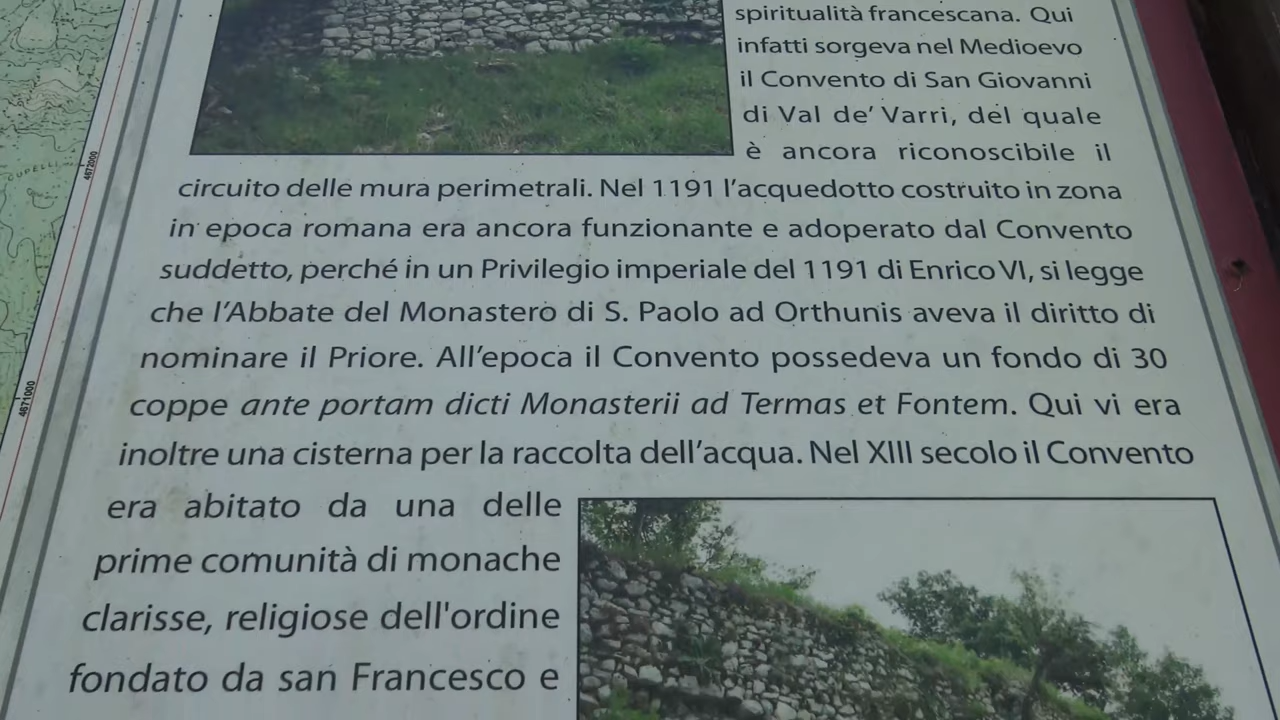 spiritualità francescana. Qui
infatti sorgeva nel Medioevo
il Convento di San Giovanni
di Val de' Varri, del quale
è ancora riconoscibile il
circuito delle mura perimetrali. Nel 1191 l'acquedotto costruito in zona
in epoca romana era ancora funzionante e adoperato dal Convento
suddetto, perché in un Privilegio imperiale del 1191 di Enrico VI, si legge
che l'Abbate del Monastero di S. Paolo ad Orthunis aveva il diritto di
nominare il Priore. All'epoca il Convento possedeva un fondo di 30
coppe ante portam dicti Monasterii ad Termas et Fontem. Qui vi era
inoltre una cisterna per la raccolta dell'acqua. Nel XIII secolo il Convento
era abitato da una delle
prime comunità di monache
clarisse, religiose dell'ordine
fondato da san Francesco e
4672000
4671000